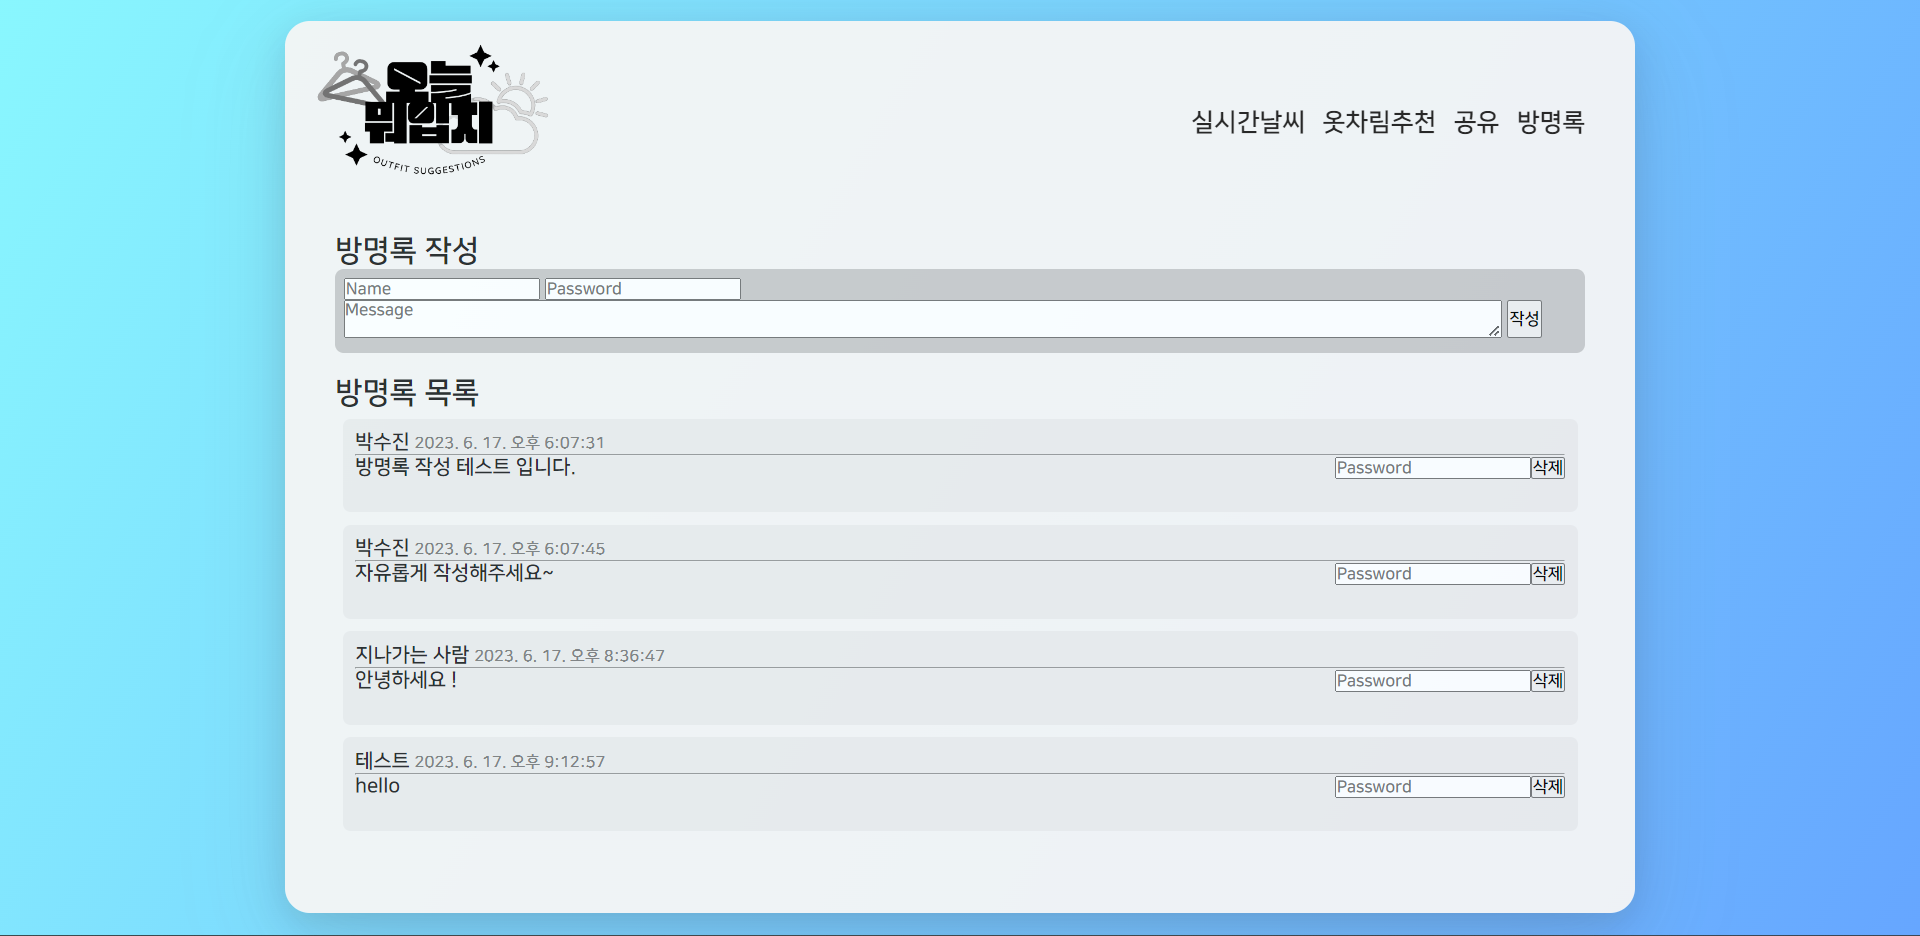 오늘
뭐입지
OUTFIT SUGGESTIONS
실시간날씨 옷차림추천 공유 방명록
방명록 작성
Name Password
Message 작성
방명록 목록
박수진 2023. 6. 17. 오후 6:07:31
방명록 작성 테스트 입니다. Password 삭제
박수진 2023. 6. 17. 오후 6:07:45
자유롭게 작성해주세요~ Password 삭제
지나가는 사람 2023. 6. 17. 오후 8:36:47
안녕하세요 ! Password 삭제
테스트 2023. 6. 17. 오후 9:12:57
hello Password 삭제